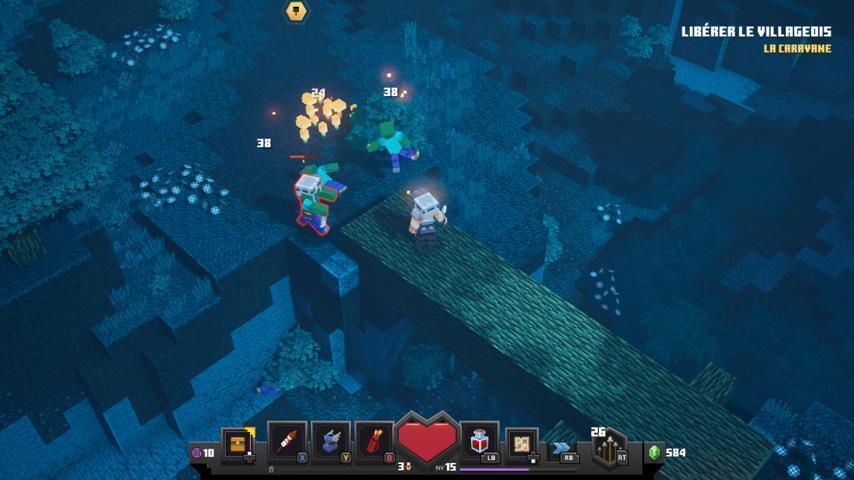 LIBÉRER LE VILLAGEOIS
LA CARAVANE
24
38
38
26
10
X
Y
B
LB
RB
RT
584
3
NV 15